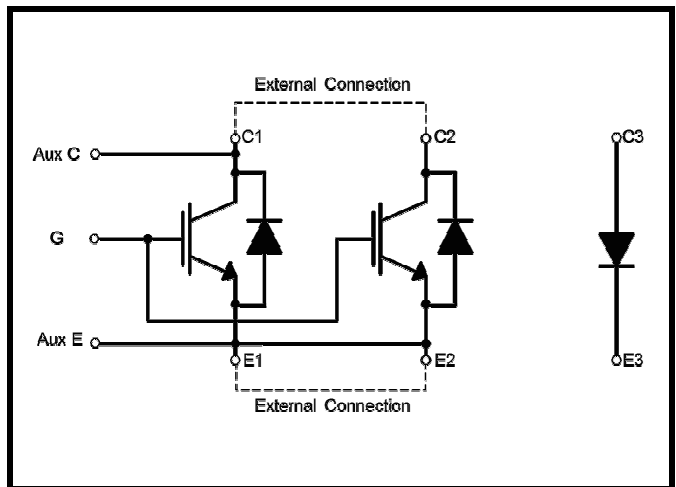 External Connection
C1
C2
C3
Aux C
G
Aux E
E1
E2
E3
External Connection